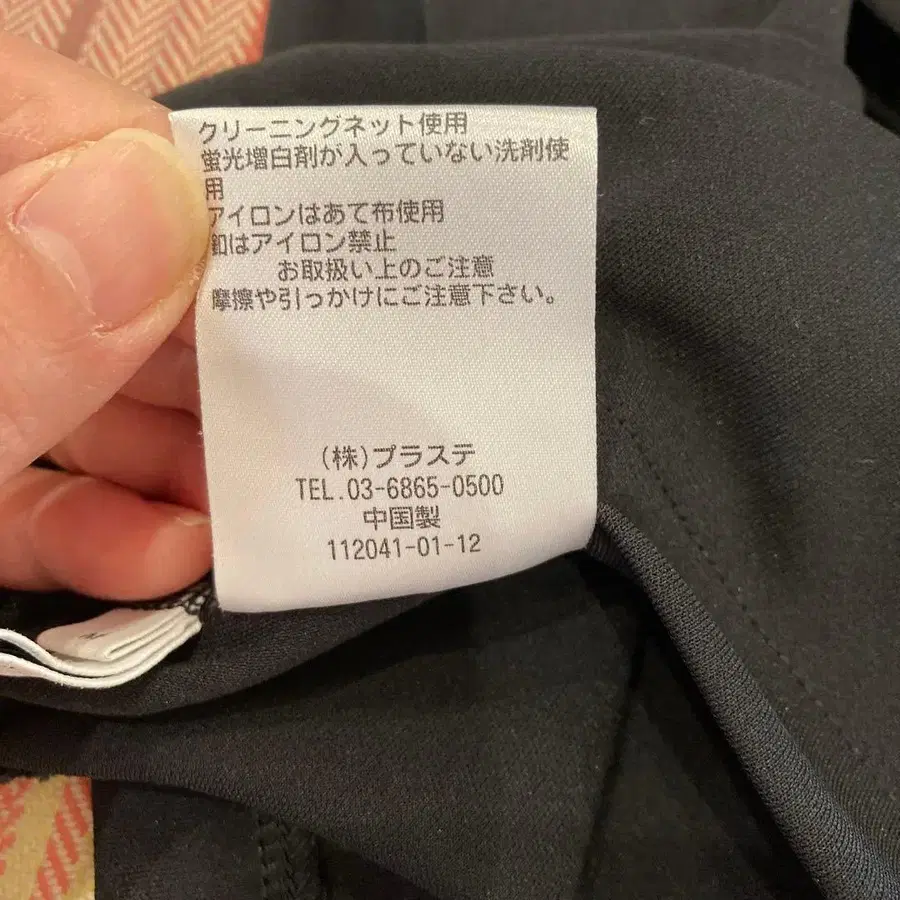 クリーニングネット使用
蛍光増白剤が入っていない洗剤使
用
アイロンはあて布使用
釦はアイロン禁止
お取扱い上のご注意
摩擦や引っかけにご注意下さい。
(株)プラステ
TEL.03-6865-0500
中国製
112041-01-12
M